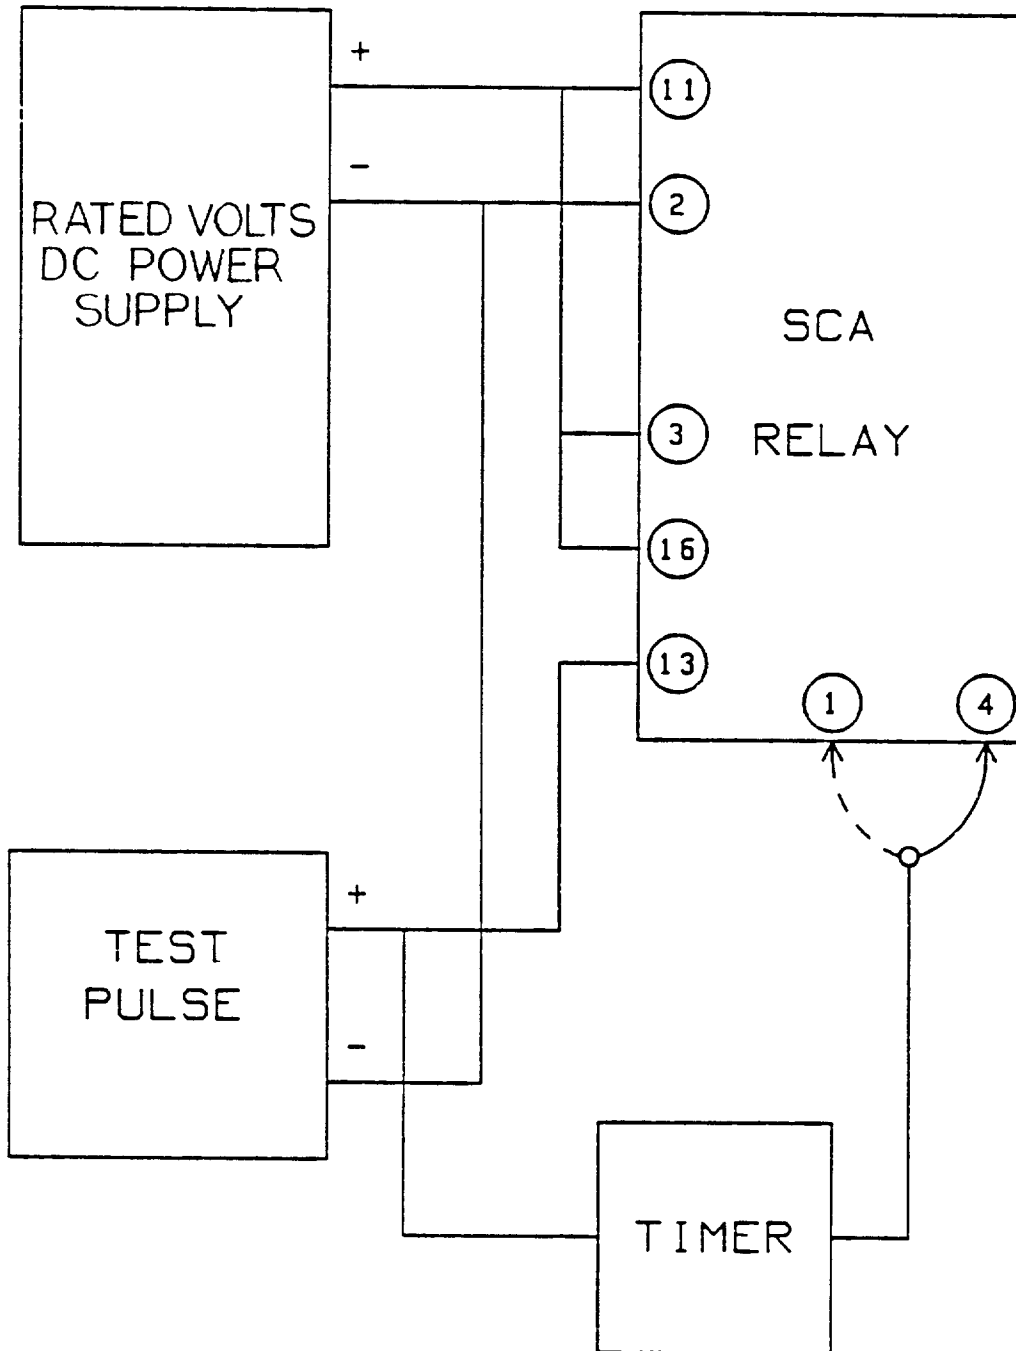 +
11
-
2
RATED VOLTS
DC POWER
SUPPLY
SCA
RELAY
3
16
13
1
4
+
TEST
PULSE
-
TIMER